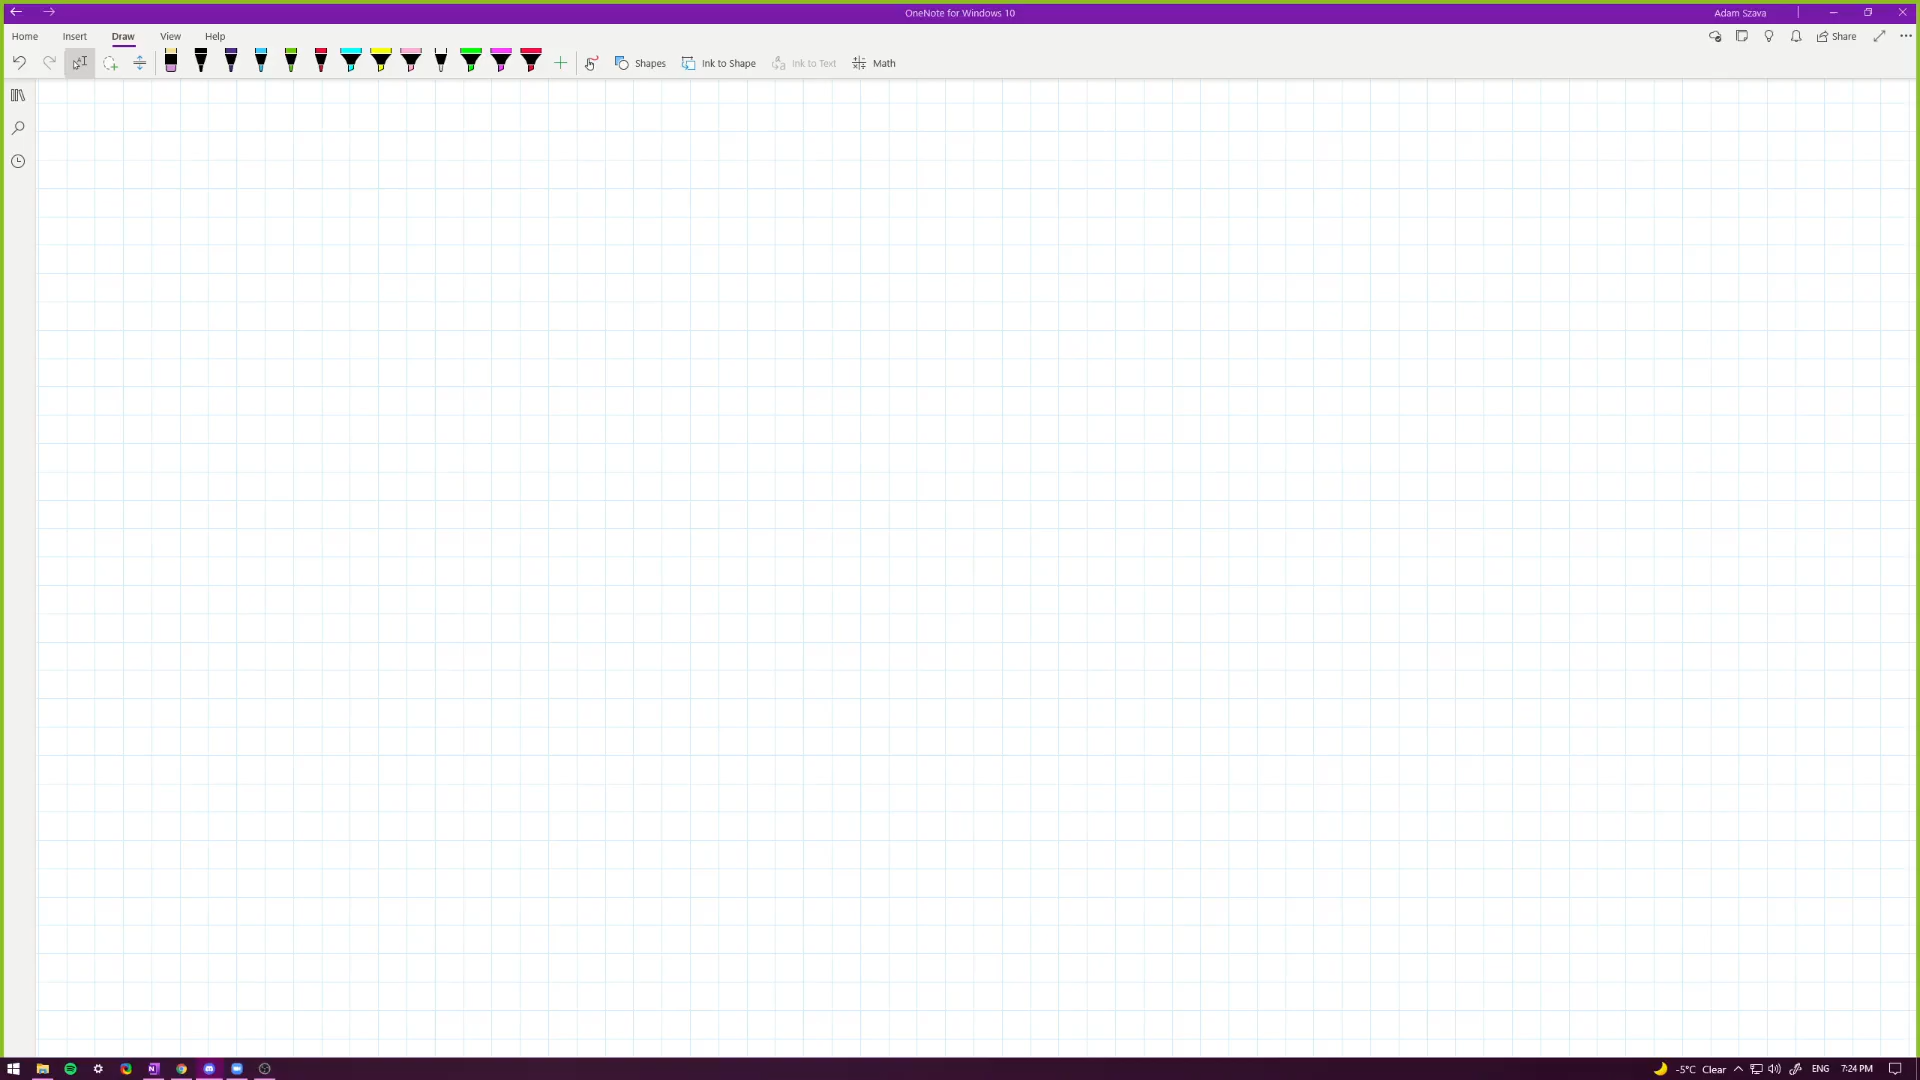 OneNote for Windows 10
Adam Szava
Home Insert Draw View Help
Share
Shapes
Ink to Shape
Ink to Text
Math
-5°C Clear
ENG
7:24 PM